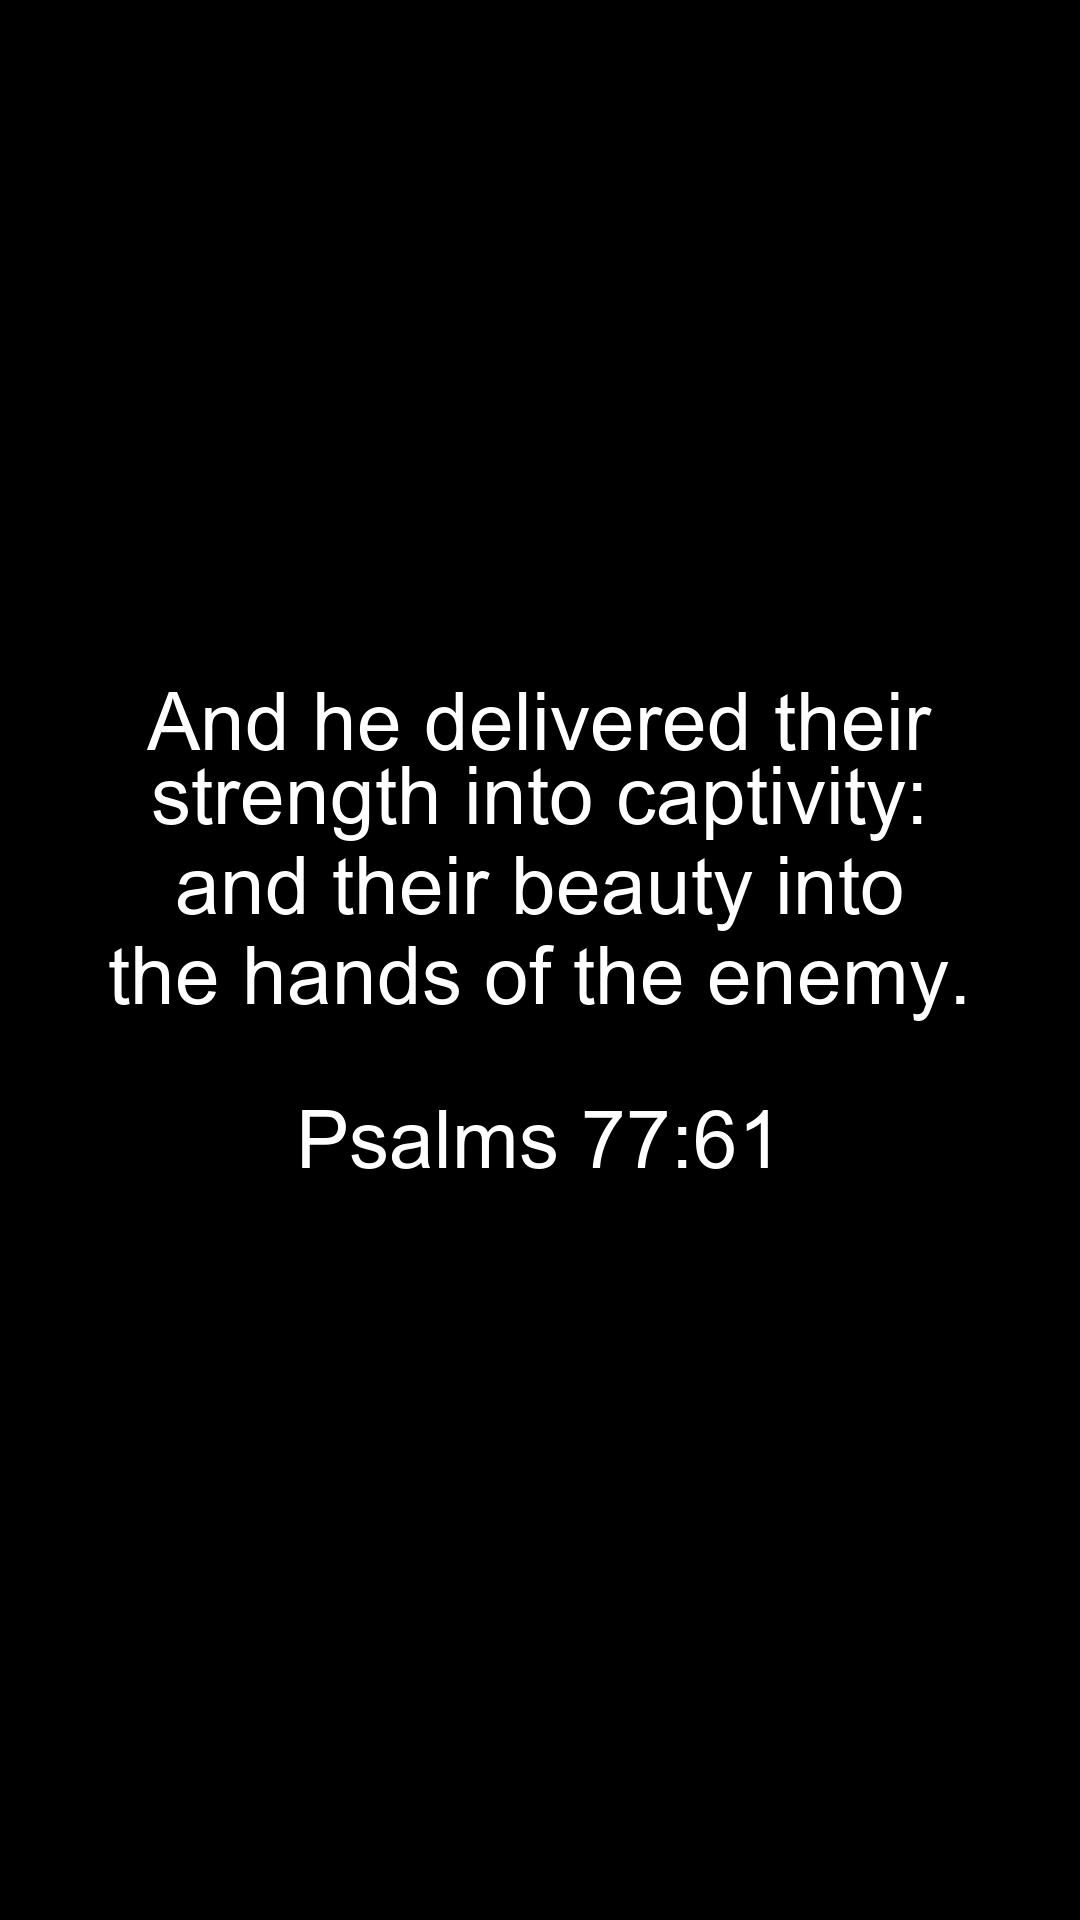 And he delivered their
strength into captivity:
and their beauty into
the hands of the enemy.
Psalms 77:61